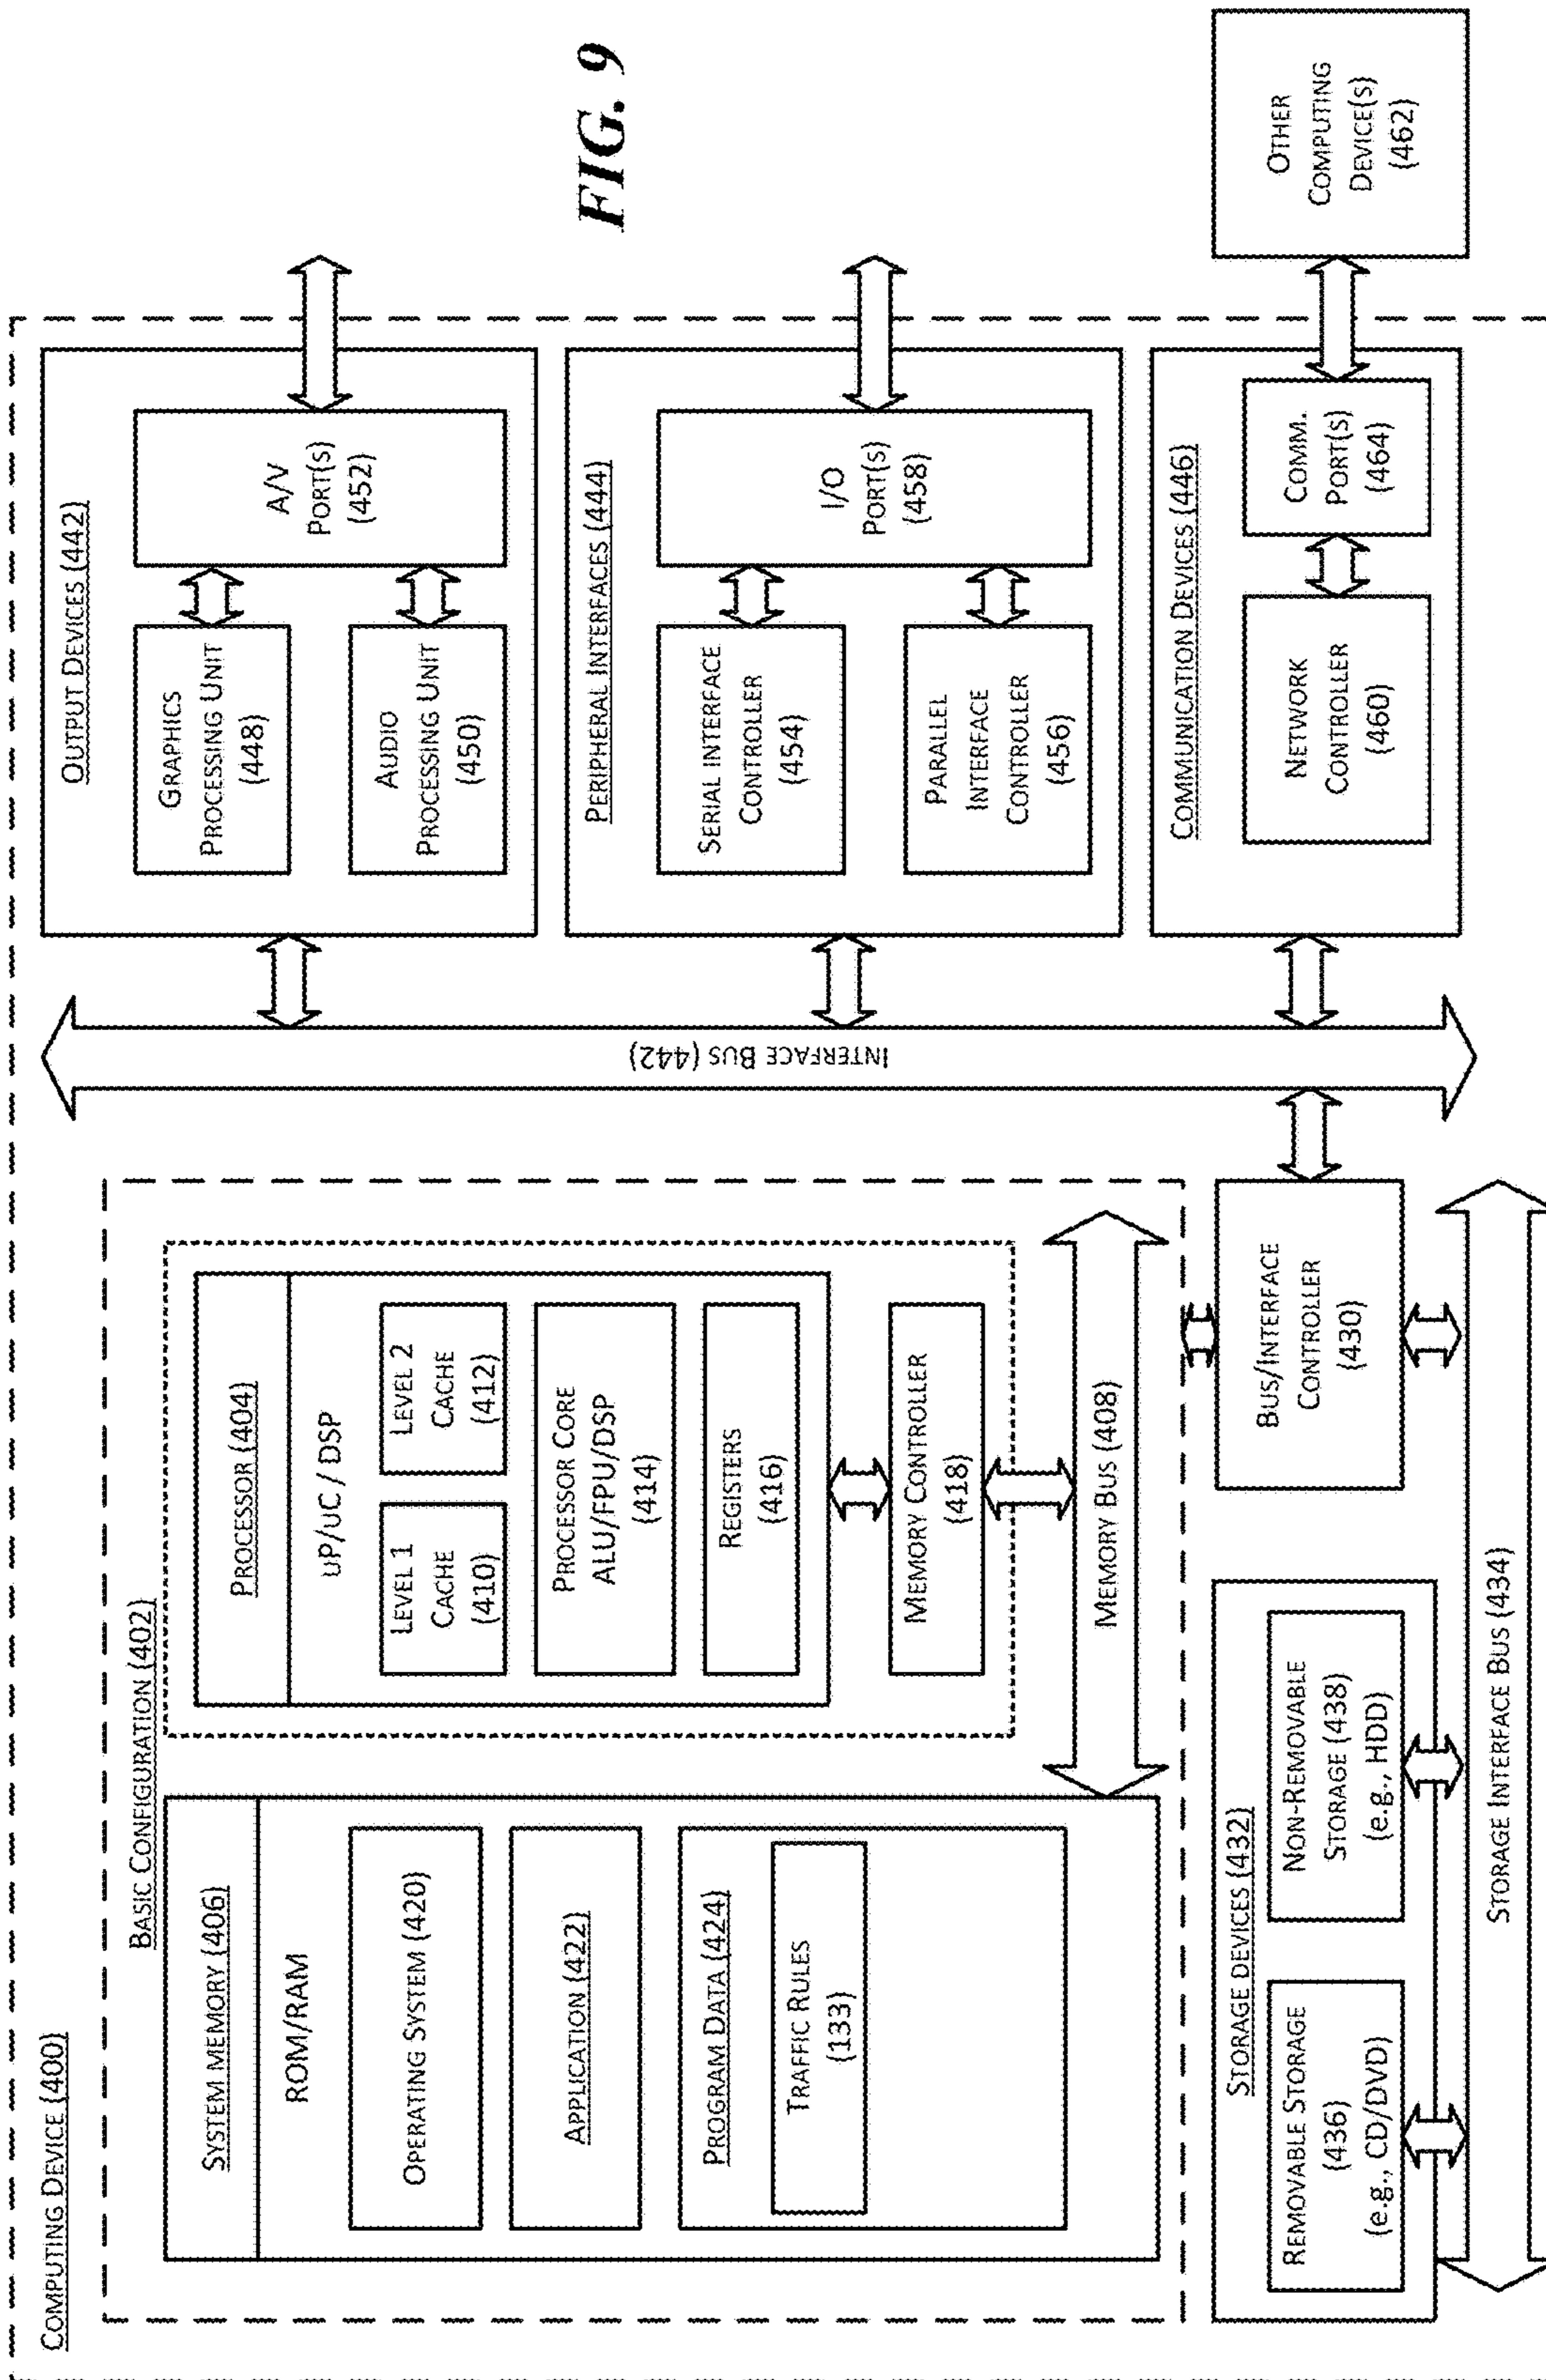 COMPUTING DEVICE (400)
BASIC CONFIGURATION (402)
SYSTEM MEMORY (406)
ROM/RAM
OPERATING SYSTEM (420)
APPLICATION (422)
PROGRAM DATA (424)
TRAFFIC RULES
(133)
PROCESSOR (404)
uP/uC / DSP
LEVEL 1
CACHE
(410)
LEVEL 2
CACHE
(412)
PROCESSOR CORE
ALU/FPU/DSP
(414)
REGISTERS
(416)
MEMORY CONTROLLER
(418)
MEMORY BUS (408)
STORAGE DEVICES (432)
REMOVABLE STORAGE
(436)
(e.g., CD/DVD)
NON-REMOVABLE
STORAGE (438)
(e.g., HDD)
BUS/INTERFACE
CONTROLLER
(430)
STORAGE INTERFACE BUS (434)
INTERFACE BUS (442)
OUTPUT DEVICES (442)
GRAPHICS
PROCESSING UNIT
(448)
AUDIO
PROCESSING UNIT
(450)
A/V
PORT(S)
(452)
PERIPHERAL INTERFACES (444)
SERIAL INTERFACE
CONTROLLER
(454)
PARALLEL
INTERFACE
CONTROLLER
(456)
I/O
PORT(S)
(458)
COMMUNICATION DEVICES (446)
NETWORK
CONTROLLER
(460)
COMM.
PORT(S)
(464)
OTHER
COMPUTING
DEVICE(S)
(462)
FIG. 9